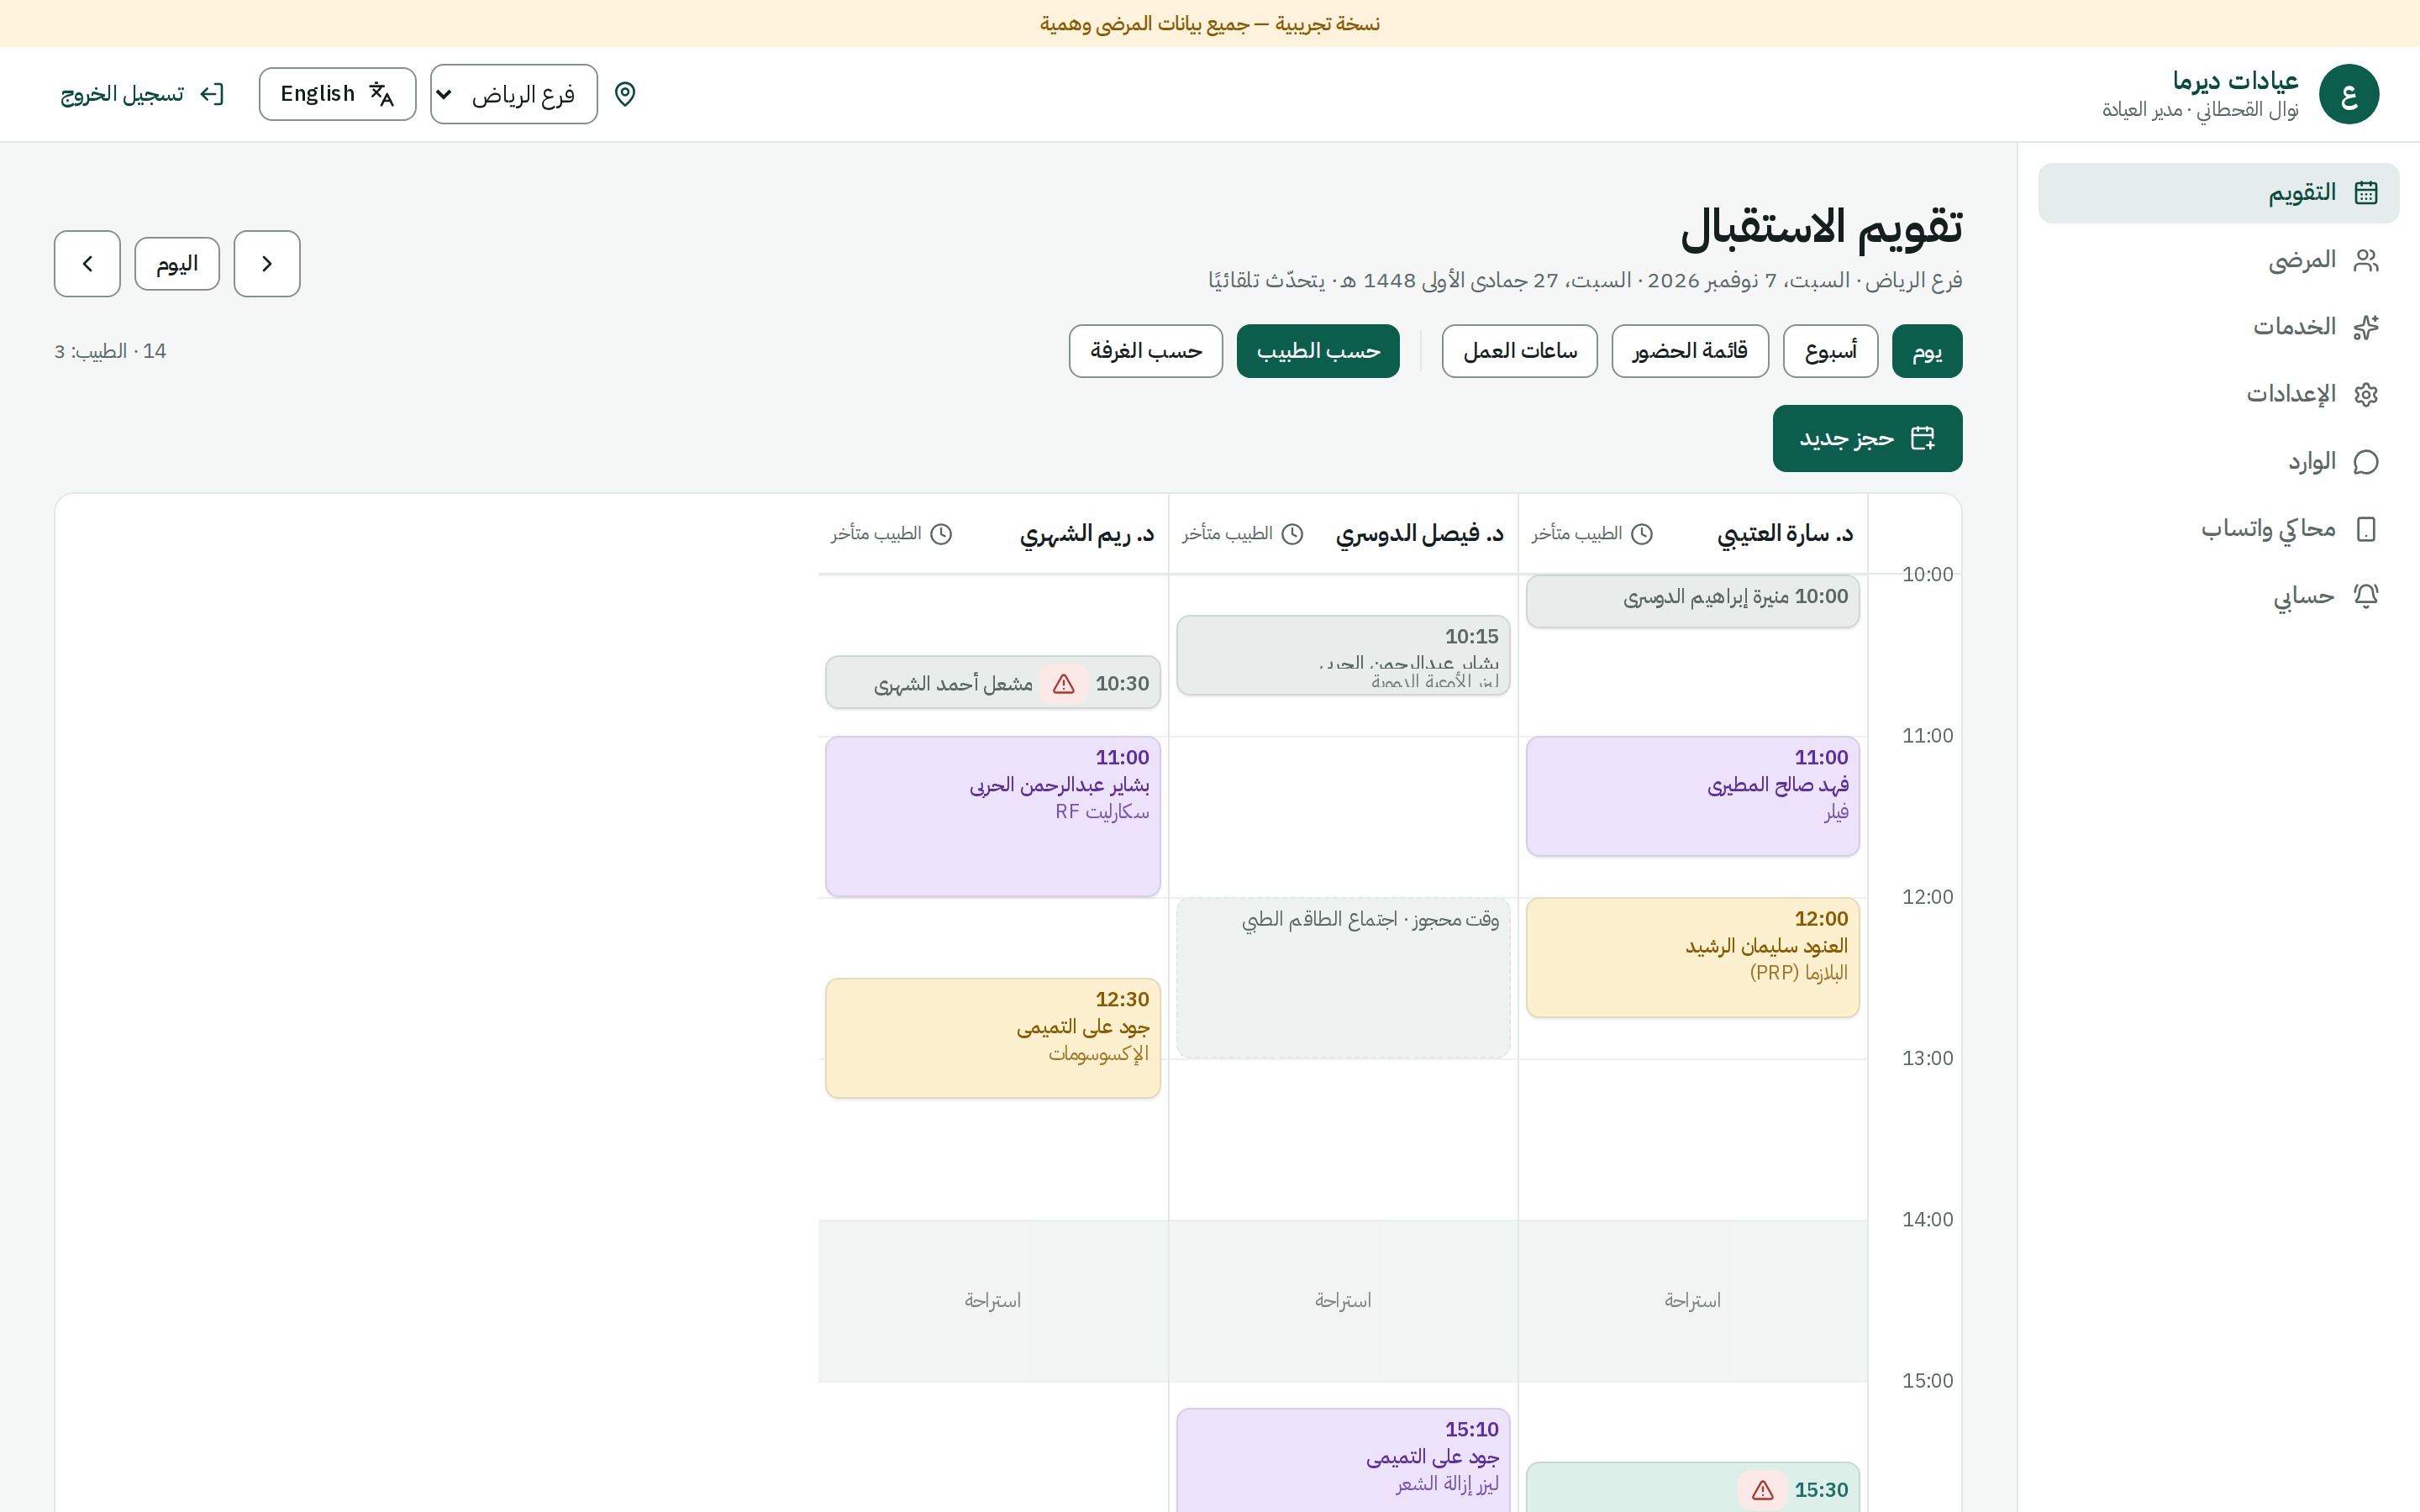 نسخة تجريبية — جميع بيانات المرضى وهمية
ع
عيادات ديرما
نوال القحطاني · مدير العيادة
فرع الرياض
English
تسجيل الخروج
التقويم
المرضى
الخدمات
الإعدادات
الوارد
محاكي واتساب
حسابي
تقويم الاستقبال
فرع الرياض · السبت، 7 نوفمبر 2026 · السبت، 27 جمادى الأولى 1448 هـ · يتحدّث تلقائيًا
اليوم
يوم
أسبوع
قائمة الحضور
ساعات العمل
حسب الطبيب
حسب الغرفة
14 · الطبيب: 3
حجز جديد
د. سارة العتيبي
الطبيب متأخر
د. فيصل الدوسري
الطبيب متأخر
د. ريم الشهري
الطبيب متأخر
10:00
11:00
12:00
13:00
14:00
15:00
10:00 منيرة إبراهيم الدوسري
11:00
فهد صالح المطيري
فيلر
12:00
العنود سليمان الرشيد
البلازما (PRP)
استراحة
15:30
10:15
بشاير عبدالرحمن الحربي
ليزر الأوعية الدموية
وقت محجوز · اجتماع الطاقم الطبي
استراحة
15:10
جود علي التميمي
ليزر إزالة الشعر
10:30 مشعل أحمد الشهري
11:00
بشاير عبدالرحمن الحربي
سكارليت RF
12:30
جود علي التميمي
الإكسوسومات
استراحة